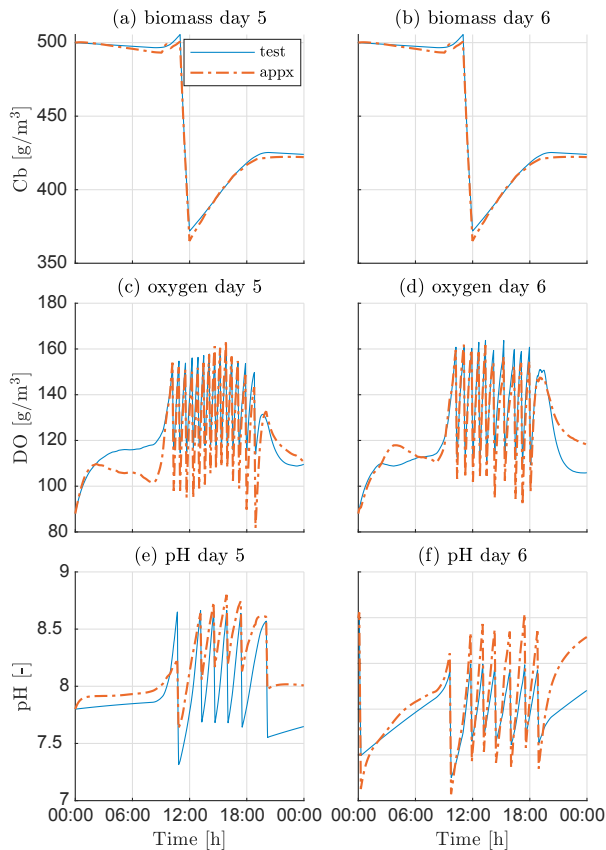 (a) biomass day 5
(b) biomass day 6
test
appx
500
450
400
350
Cb [g/m³]
(c) oxygen day 5
(d) oxygen day 6
180
160
140
120
100
80
DO [g/m³]
(e) pH day 5
(f) pH day 6
9
8.5
8
7.5
7
pH [-]
00:00 06:00 12:00 18:00 00:00
00:00 06:00 12:00 18:00 00:00
Time [h]
Time [h]